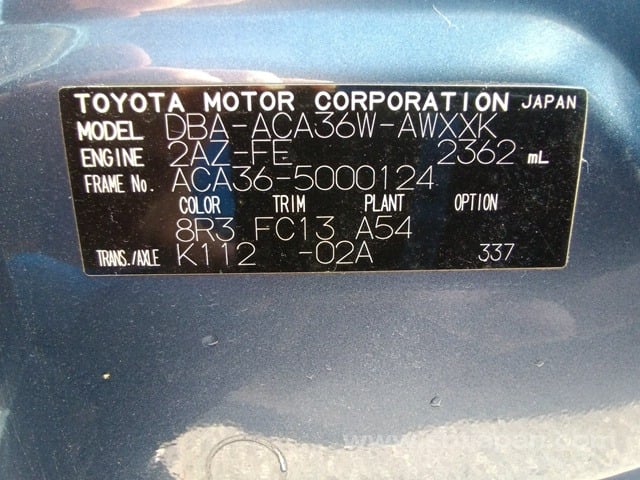 TOYOTA MOTOR CORPORATION JAPAN
MODEL DBA-ACA36W-AWXXK
ENGINE 2AZ-FE 2362 mL
FRAME No. ACA36-5000124
COLOR TRIM PLANT OPTION
8R3 FC13 A54
TRANS./AXLE K112 -02A 337